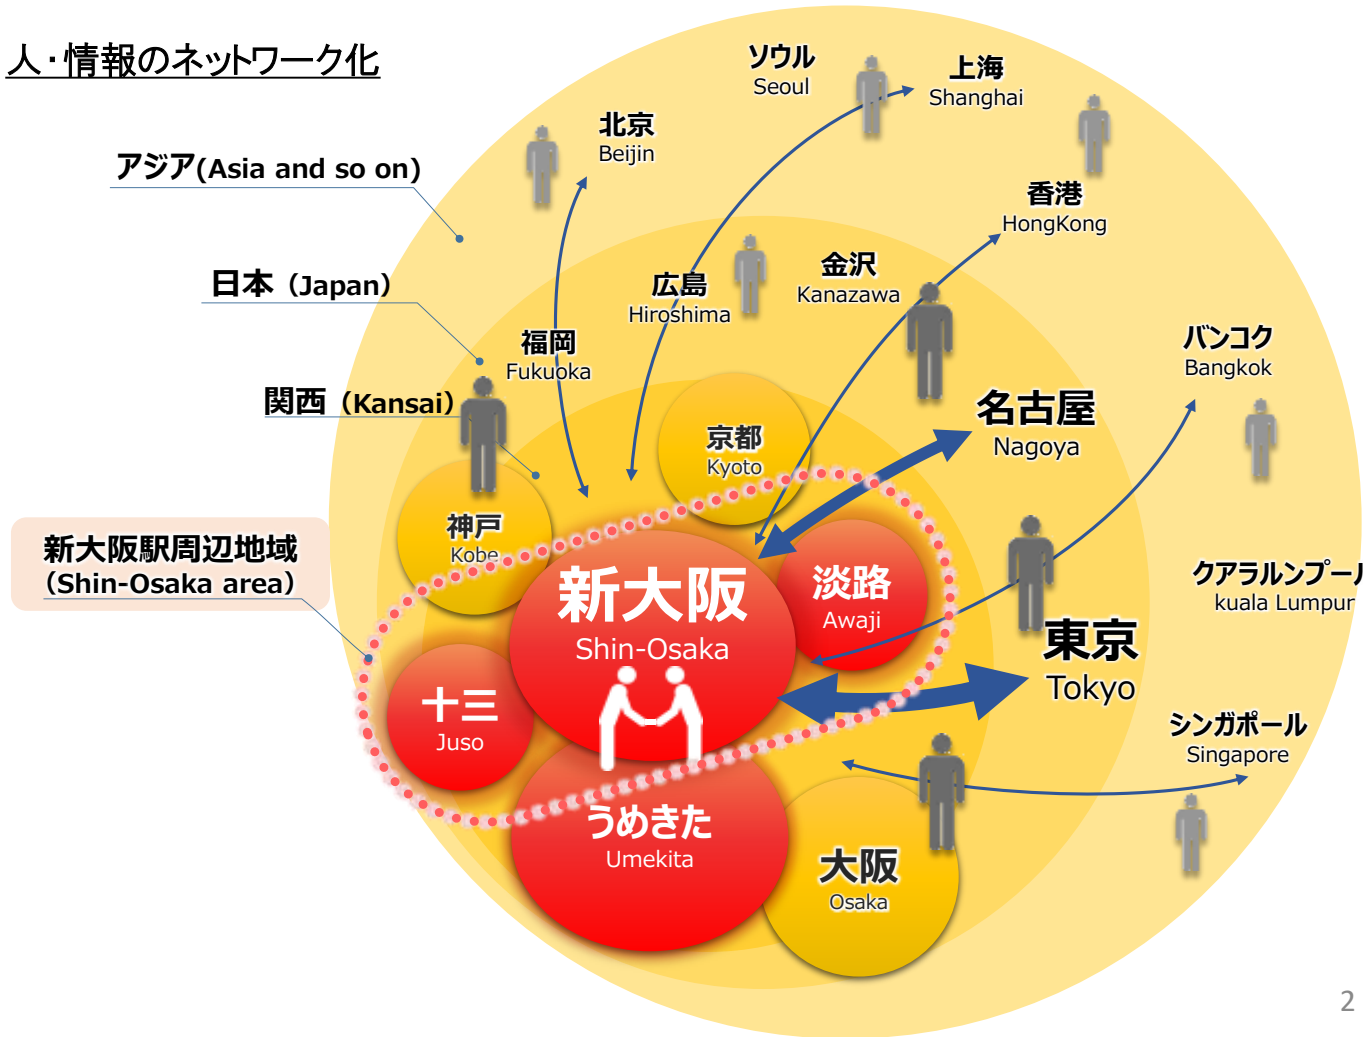 人・情報のネットワーク化
ソウル
Seoul
上海
Shanghai
北京
Beijin
アジア(Asia and so on)
香港
HongKong
日本（Japan）
広島
Hiroshima
金沢
Kanazawa
福岡
Fukuoka
バンコク
Bangkok
関西（Kansai）
名古屋
Nagoya
京都
Kyoto
神戸
Kobe
新大阪駅周辺地域
（Shin-Osaka area）
新大阪
Shin-Osaka
淡路
Awaji
クアラルンプール
kuala Lumpur
東京
Tokyo
十三
Juso
シンガポール
Singapore
うめきた
Umekita
大阪
Osaka
2